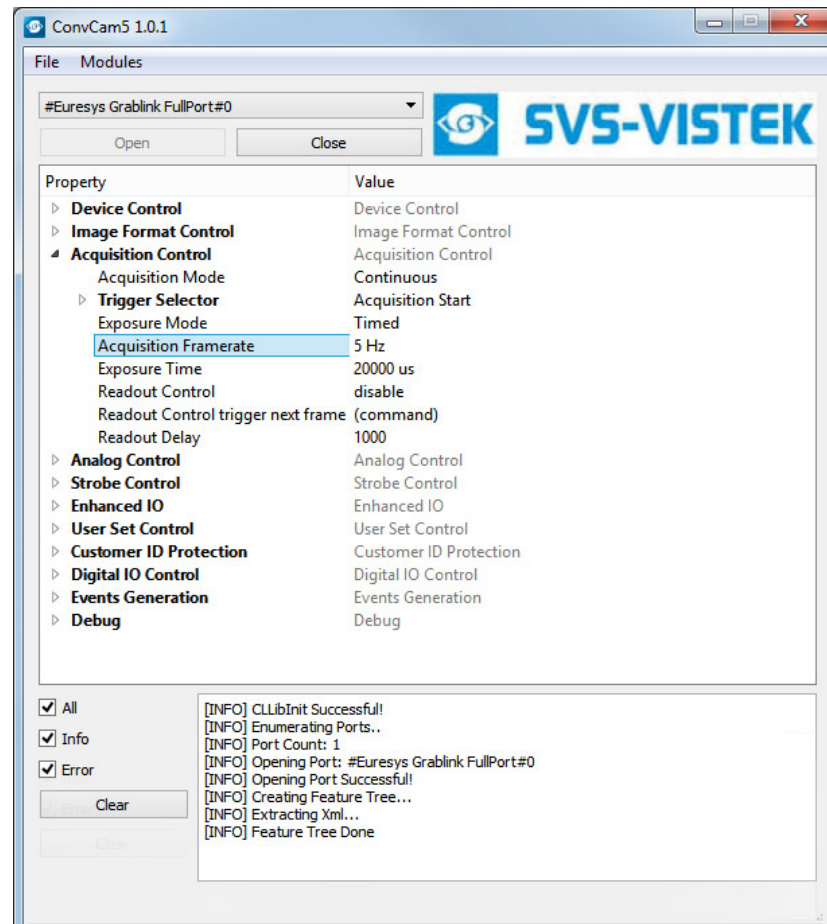 ConvCam5 1.0.1
File Modules
#Euresys Grablink FullPort#0
SVS-VISTEK
Open Close
Property Value
Device Control Device Control
Image Format Control Image Format Control
Acquisition Control Acquisition Control
Acquisition Mode Continuous
Trigger Selector Acquisition Start
Exposure Mode Timed
Acquisition Framerate 5 Hz
Exposure Time 20000 us
Readout Control disable
Readout Control trigger next frame (command)
Readout Delay 1000
Analog Control Analog Control
Strobe Control Strobe Control
Enhanced IO Enhanced IO
User Set Control User Set Control
Customer ID Protection Customer ID Protection
Digital IO Control Digital IO Control
Events Generation Events Generation
Debug Debug
All
Info
Error
Clear
Error
Clear
[INFO] CLLibInit Successful!
[INFO] Enumerating Ports..
[INFO] Port Count: 1
[INFO] Opening Port: #Euresys Grablink FullPort#0
[INFO] Opening Port Successful!
[INFO] Creating Feature Tree...
[INFO] Extracting Xml...
[INFO] Feature Tree Done